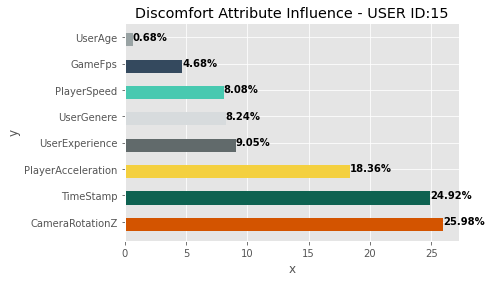 Discomfort Attribute Influence - USER ID:15
UserAge 0.68%
GameFps 4.68%
PlayerSpeed 8.08%
UserGenere 8.24%
UserExperience 9.05%
PlayerAcceleration 18.36%
TimeStamp 24.92%
CameraRotationZ 25.98%
0 5 10 15 20 25
x
y